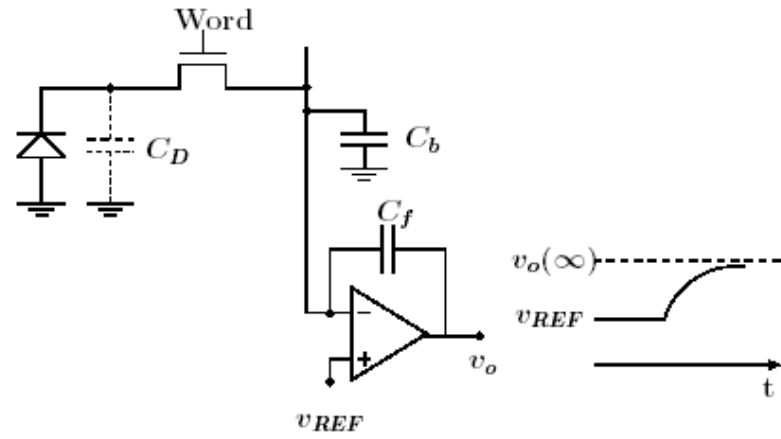 Word
C_D
C_b
C_f
v_o(∞)
v_REF
−
+
v_o
t
v_REF